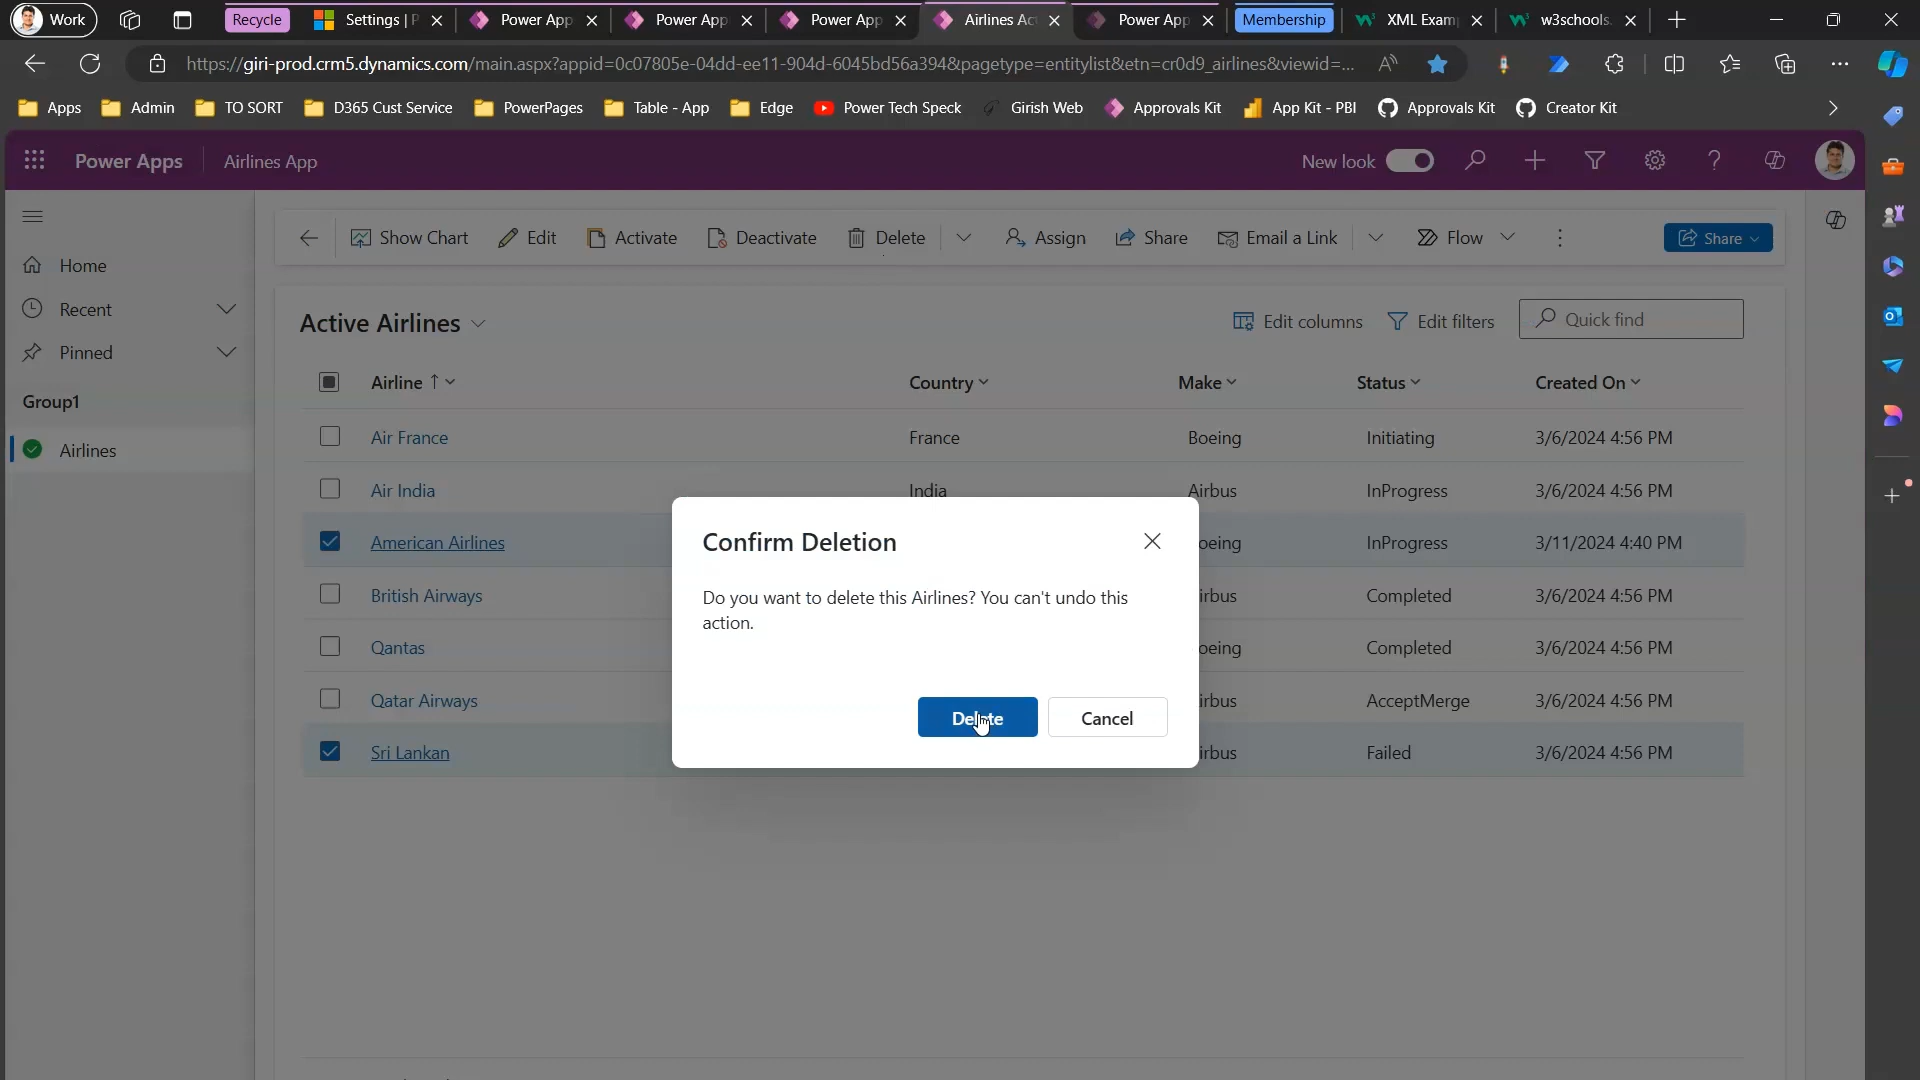 Work
Recycle
Settings | P
Power App
Power App
Power App
Airlines Ac
Power App
Membership
XML Exam
w3schools.
https://giri-prod.crm5.dynamics.com/main.aspx?appid=0c07805e-04dd-ee11-904d-6045bd56a394&pagetype=entitylist&etn=cr0d9_airlines&viewid=...
Apps
Admin
TO SORT
D365 Cust Service
PowerPages
Table - App
Edge
Power Tech Speck
Girish Web
Approvals Kit
App Kit - PBI
Approvals Kit
Creator Kit
Power Apps
Airlines App
New look
Show Chart
Edit
Activate
Deactivate
Delete
Assign
Share
Email a Link
Flow
Share
Home
Recent
Pinned
Group1
Airlines
Active Airlines
Edit columns
Edit filters
Quick find
Airline ↑ Country Make Status Created On
Air France France Boeing Initiating 3/6/2024 4:56 PM
Air India India Airbus InProgress 3/6/2024 4:56 PM
American Airlines oeing InProgress 3/11/2024 4:40 PM
British Airways irbus Completed 3/6/2024 4:56 PM
Qantas oeing Completed 3/6/2024 4:56 PM
Qatar Airways irbus AcceptMerge 3/6/2024 4:56 PM
Sri Lankan irbus Failed 3/6/2024 4:56 PM
Confirm Deletion
Do you want to delete this Airlines? You can't undo this
action.
Delete
Cancel